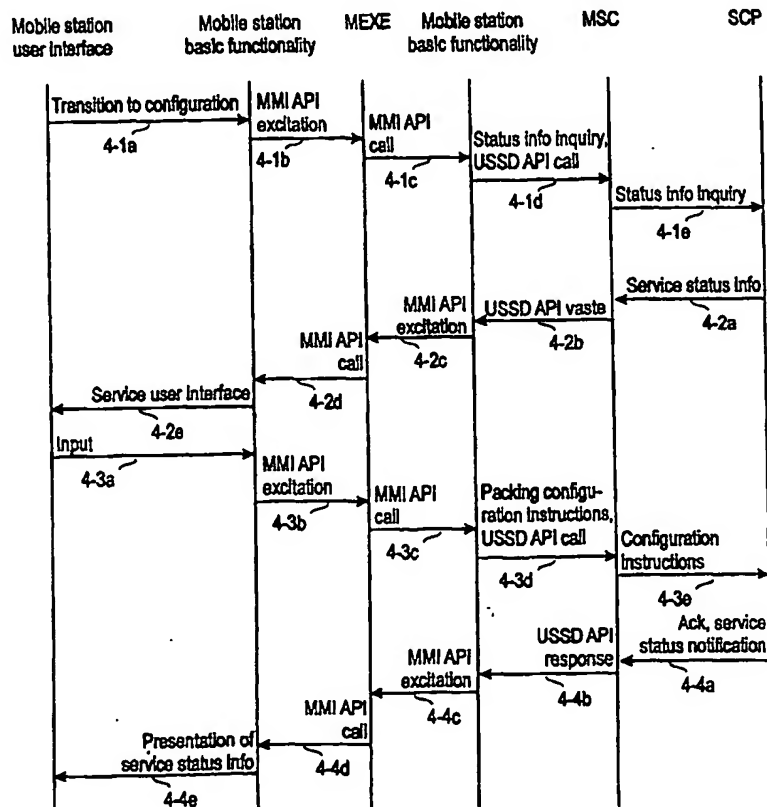 Mobile station
user interface
Mobile station
basic functionality
MEXE
Mobile station
basic functionality
MSC
SCP
Transition to configuration
4-1a
MMI API
excitation
4-1b
MMI API
call
4-1c
Status info inquiry,
USSD API call
4-1d
Status info inquiry
4-1e
Service status info
4-2a
USSD API vaste
4-2b
MMI API
excitation
4-2c
MMI API
call
4-2d
Service user interface
4-2e
Input
4-3a
MMI API
excitation
4-3b
MMI API
call
4-3c
Packing configu-
ration instructions,
USSD API call
4-3d
Configuration
instructions
4-3e
Ack, service
status notification
4-4a
USSD API
response
4-4b
MMI API
excitation
4-4c
MMI API
call
4-4d
Presentation of
service status info
4-4e